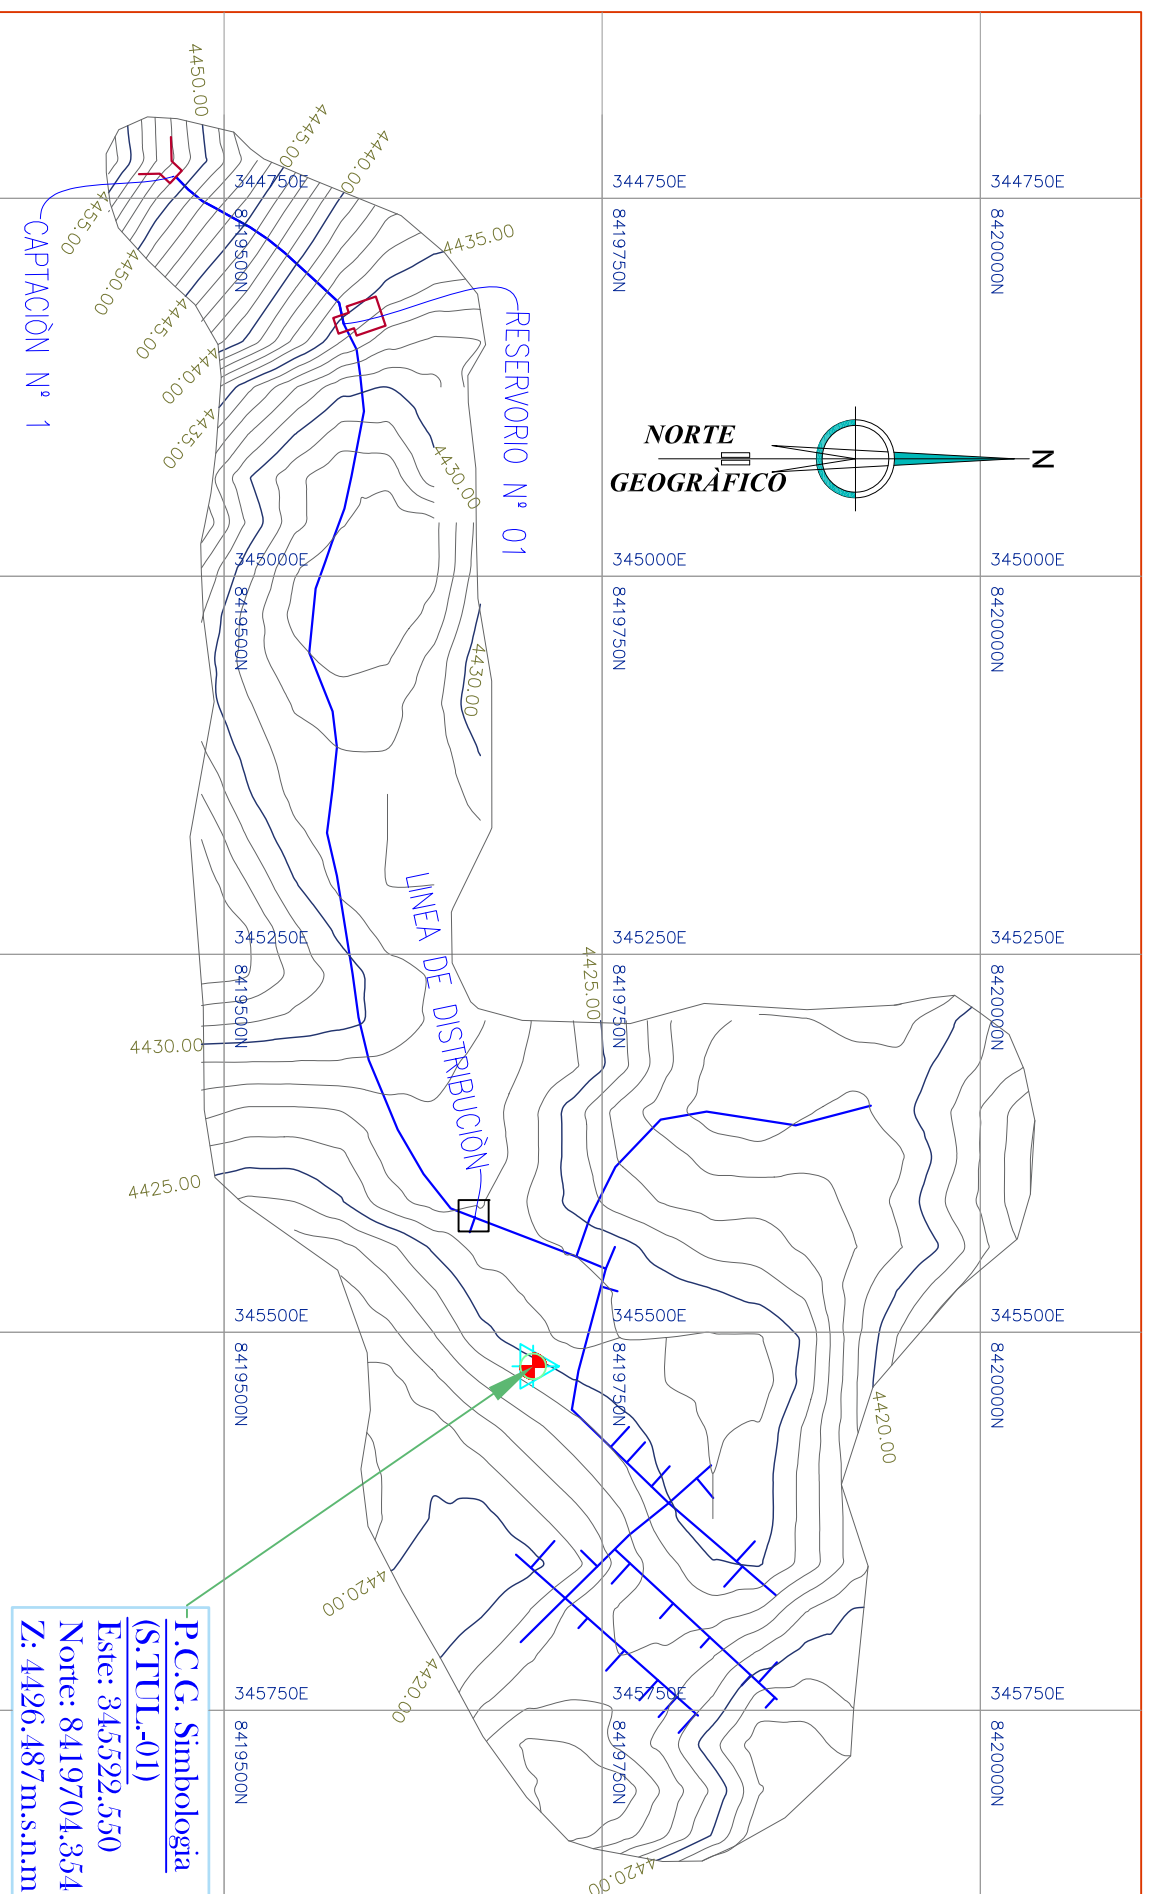 4450.00
4445.00
4440.00
4435.00
344750E
344750E
344750E
8419500N
8419750N
8420000N
4455.00
4450.00
4445.00
4440.00
4435.00
CAPTACIÒN Nº 1
RESERVORIO Nº 01
4430.00
NORTE
GEOGRÀFICO
N
345000E
345000E
345000E
8419500N
8419750N
8420000N
4430.00
LINEA DE DISTRIBUCIÒN
345250E
345250E
345250E
4425.00
8419500N
8419750N
8420000N
4430.00
4425.00
345500E
345500E
345500E
8419500N
8419750N
8420000N
4420.00
4420.00
4420.00
345750E
345750E
345750E
8419500N
8419750N
8420000N
4420.00
P.C.G. Simbologia
(S.TUL.-01)
Este: 345522.550
Norte: 8419704.354
Z: 4426.487m.s.n.m